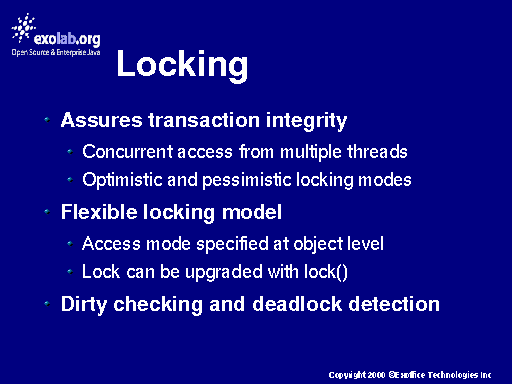 exolab.org
Open Source & Enterprise Java
Locking
Assures transaction integrity
Concurrent access from multiple threads
Optimistic and pessimistic locking modes
Flexible locking model
Access mode specified at object level
Lock can be upgraded with lock()
Dirty checking and deadlock detection
Copyright 2000 ©Exoffice Technologies Inc